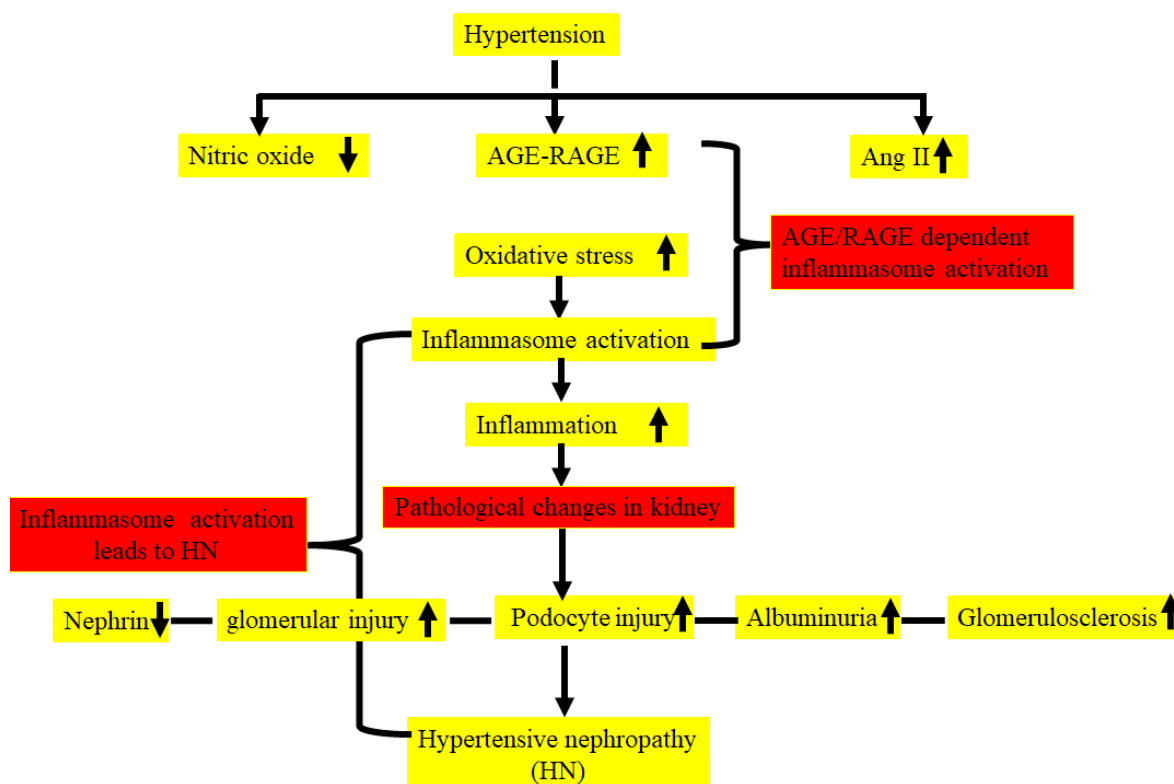 Hypertension
Nitric oxide
AGE-RAGE
Ang II
AGE/RAGE dependent
inflammasome activation
Oxidative stress
Inflammasome activation
Inflammation
Pathological changes in kidney
Inflammasome activation
leads to HN
Nephrin
glomerular injury
Podocyte injury
Albuminuria
Glomerulosclerosis
Hypertensive nephropathy
(HN)